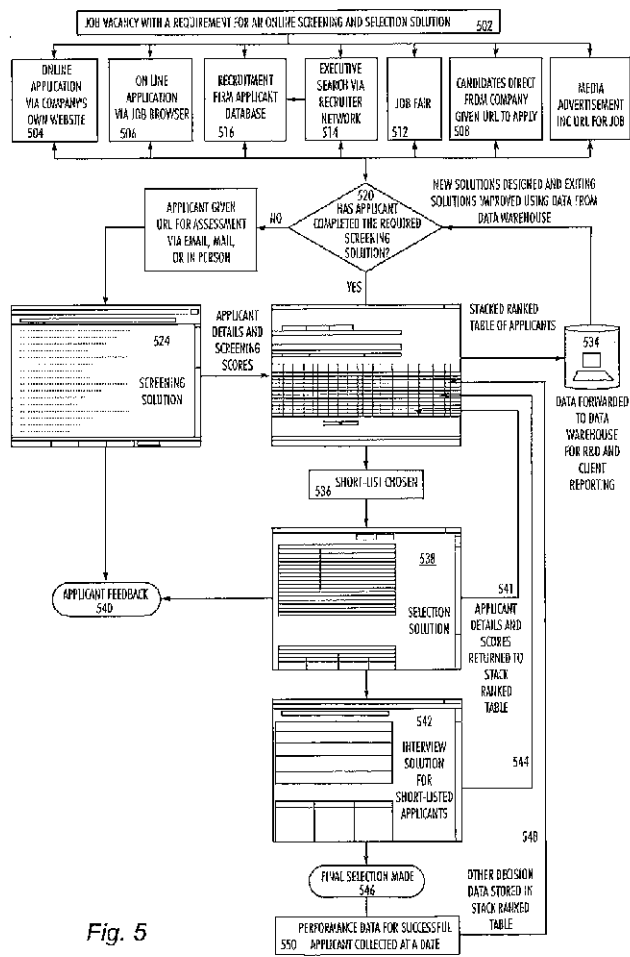 JOB VACANCY WITH A REQUIREMENT FOR AN ONLINE SCREENING AND SELECTION SOLUTION 502
ONLINE
APPLICATION
VIA COMPANY'S
OWN WEBSITE
504
ON LINE
APPLICATION
VIA JOB BROWSER
506
RECRUITMENT
FIRM APPLICANT
DATABASE
516
EXECUTIVE
SEARCH VIA
RECRUITER
NETWORK
514
JOB FAIR
512
CANDIDATES DIRECT
FROM COMPANY
GIVEN URL TO APPLY
508
MEDIA
ADVERTISEMENT
INC URL FOR JOB
APPLICANT GIVEN
URL FOR ASSESSMENT
VIA EMAIL, MAIL,
OR IN PERSON
NO
520
HAS APPLICANT
COMPLETED THE REQUIRED
SCREENING
SOLUTION?
YES
NEW SOLUTIONS DESIGNED AND EXITING
SOLUTIONS IMPROVED USING DATA FROM
DATA WAREHOUSE
524
SCREENING
SOLUTION
APPLICANT
DETAILS AND
SCREENING
SCORES
STACKED RANKED
TABLE OF APPLICANTS
534
DATA FORWARDED
TO DATA
WAREHOUSE
FOR R&D AND
CLIENT
REPORTING
536 SHORT-LIST CHOSEN
538
SELECTION
SOLUTION
APPLICANT FEEDBACK
540
541
APPLICANT
DETAILS AND
SCORES
RETURNED TO
STACK
RANKED
TABLE
542
INTERVIEW
SOLUTION
FOR
SHORT-LISTED
APPLICANTS
544
548
FINAL SELECTION MADE
546
OTHER DECISION
DATA STORED IN
STACK RANKED
TABLE
PERFORMANCE DATA FOR SUCCESSFUL
550 APPLICANT COLLECTED AT A DATE
Fig. 5